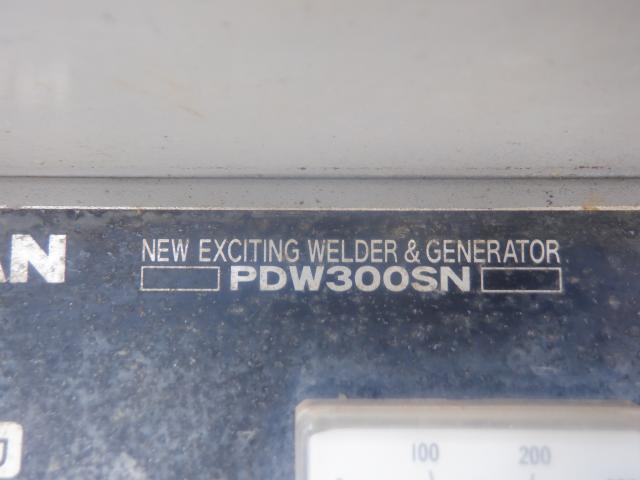 AN
NEW EXCITING WELDER & GENERATOR
PDW300SN
100 200